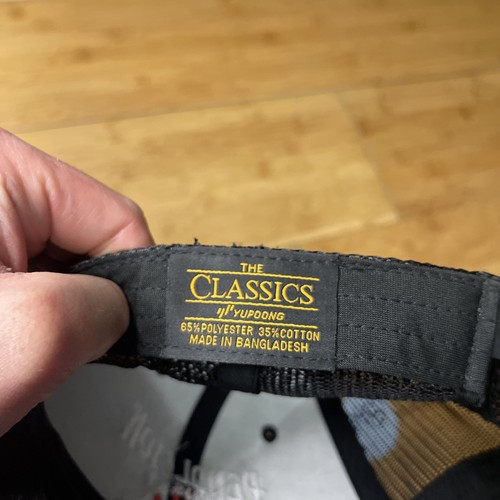 THE
CLASSICS
YUPOONG
65%POLYESTER 35%COTTON
MADE IN BANGLADESH